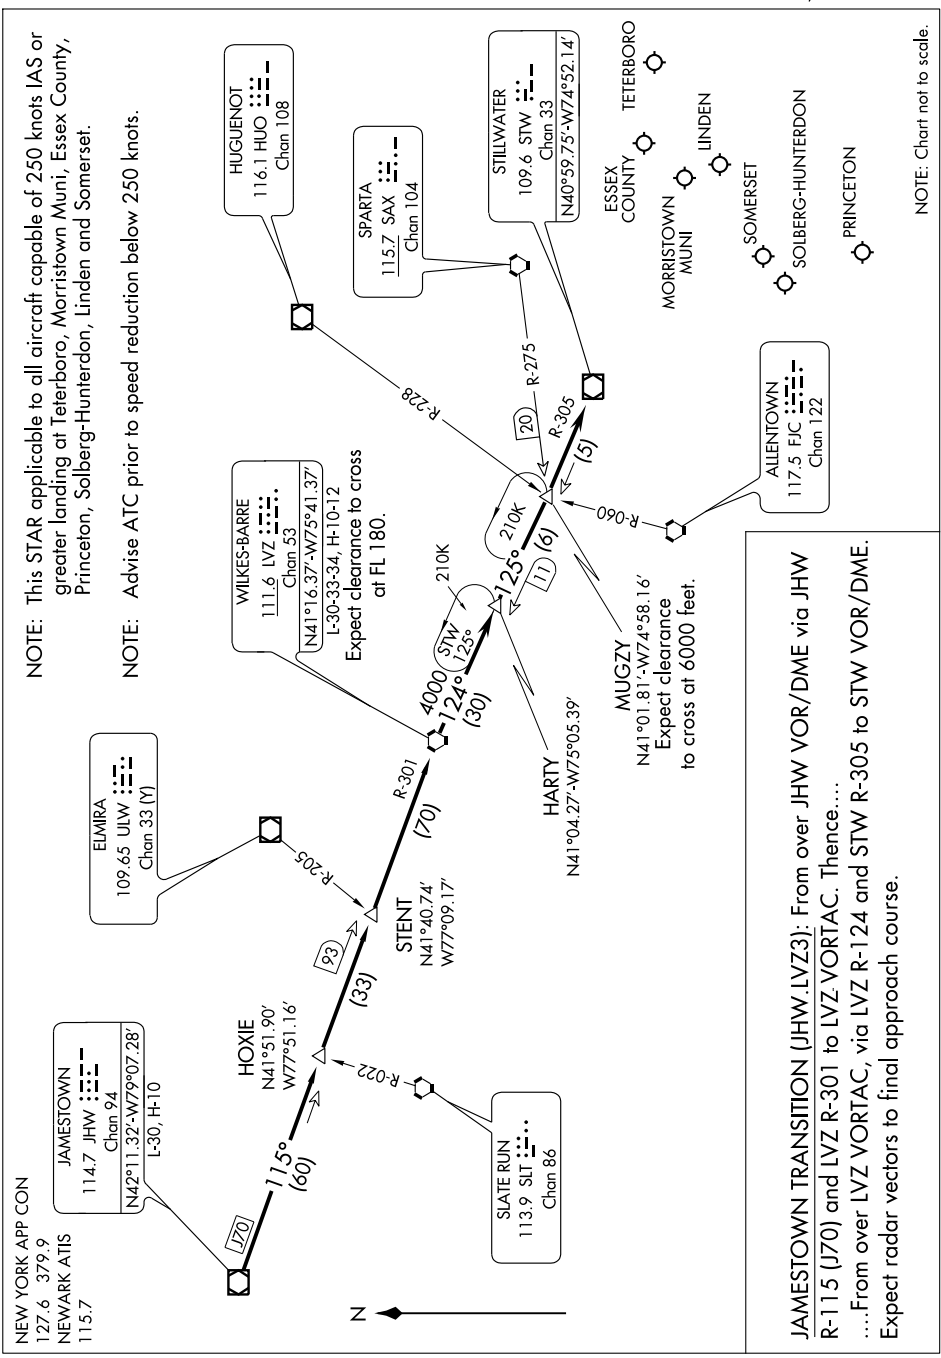 NEW YORK APP CON
127.6 379.9
NEWARK ATIS
115.7
NOTE: This STAR applicable to all aircraft capable of 250 knots IAS or
greater landing at Teterboro, Morristown Muni, Essex County,
Princeton, Solberg-Hunterdon, Linden and Somerset.
NOTE: Advise ATC prior to speed reduction below 250 knots.
JAMESTOWN
114.7 JHW
Chan 94
N42°11.32'-W79°07.28'
L-30, H-10
ELMIRA
109.65 ULW
Chan 33 (Y)
WILKES-BARRE
111.6 LVZ
Chan 53
N41°16.37'-W75°41.37'
L-30-33-34, H-10-12
Expect clearance to cross
at FL 180.
HUGUENOT
116.1 HUO
Chan 108
SPARTA
115.7 SAX
Chan 104
STILLWATER
109.6 STW
Chan 33
N40°59.75'-W74°52.14'
J70
115°
(60)
HOXIE
N41°51.90'
W77°51.16'
R-022
SLATE RUN
113.9 SLT
Chan 86
93
(33)
R-205
STENT
N41°40.74'
W77°09.17'
R-301
(70)
4000
124°
(30)
STW
125°
210K
HARTY
N41°04.27'-W75°05.39'
125°
(6)
11
210K
MUGZY
N41°01.81'-W74°58.16'
Expect clearance
to cross at 6000 feet.
R-228
20
R-275
R-305
(5)
R-060
ALLENTOWN
117.5 FJC
Chan 122
TETERBORO
ESSEX
COUNTY
LINDEN
MORRISTOWN
MUNI
SOMERSET
SOLBERG-HUNTERDON
PRINCETON
N
NOTE: Chart not to scale.
JAMESTOWN TRANSITION (JHW.LVZ3): From over JHW VOR/DME via JHW
R-115 (J70) and LVZ R-301 to LVZ VORTAC. Thence....
....From over LVZ VORTAC, via LVZ R-124 and STW R-305 to STW VOR/DME.
Expect radar vectors to final approach course.